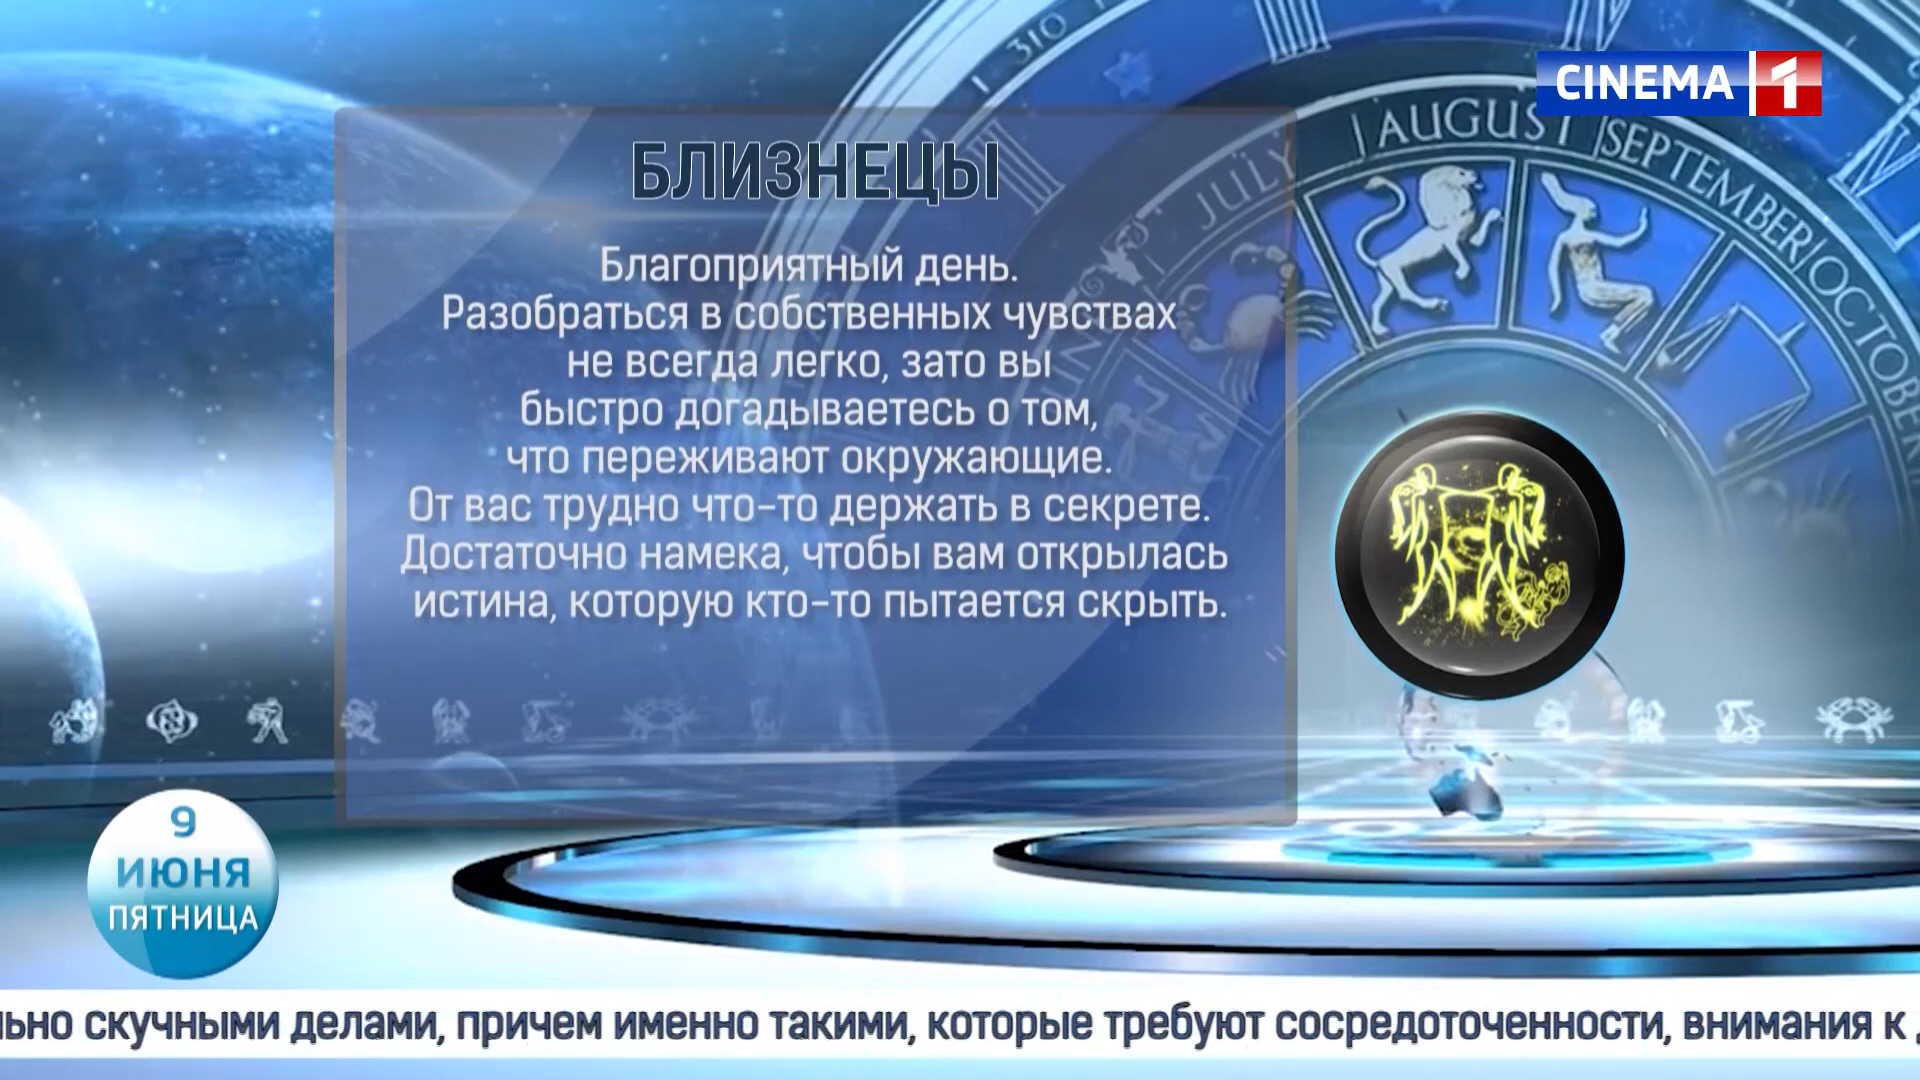 310
CINEMA 1
JULY
AUGUST
SEPTEMBER
OCTOBER
БЛИЗНЕЦЫ
Благоприятный день.
Разобраться в собственных чувствах
не всегда легко, зато вы
быстро догадываетесь о том,
что переживают окружающие.
От вас трудно что-то держать в секрете.
Достаточно намека, чтобы вам открылась
истина, которую кто-то пытается скрыть.
9
ИЮНЯ
ПЯТНИЦА
скучными делами, причем именно такими, которые требуют сосредоточенности, внимания к